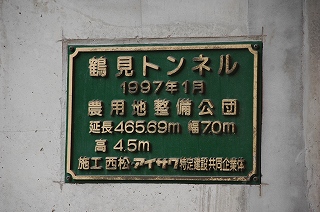 鶴見トンネル
1997年1月
農用地整備公団
延長465.69m 幅7.0m
高 4.5m
施工 西松・アイサワ特定建設共同企業体